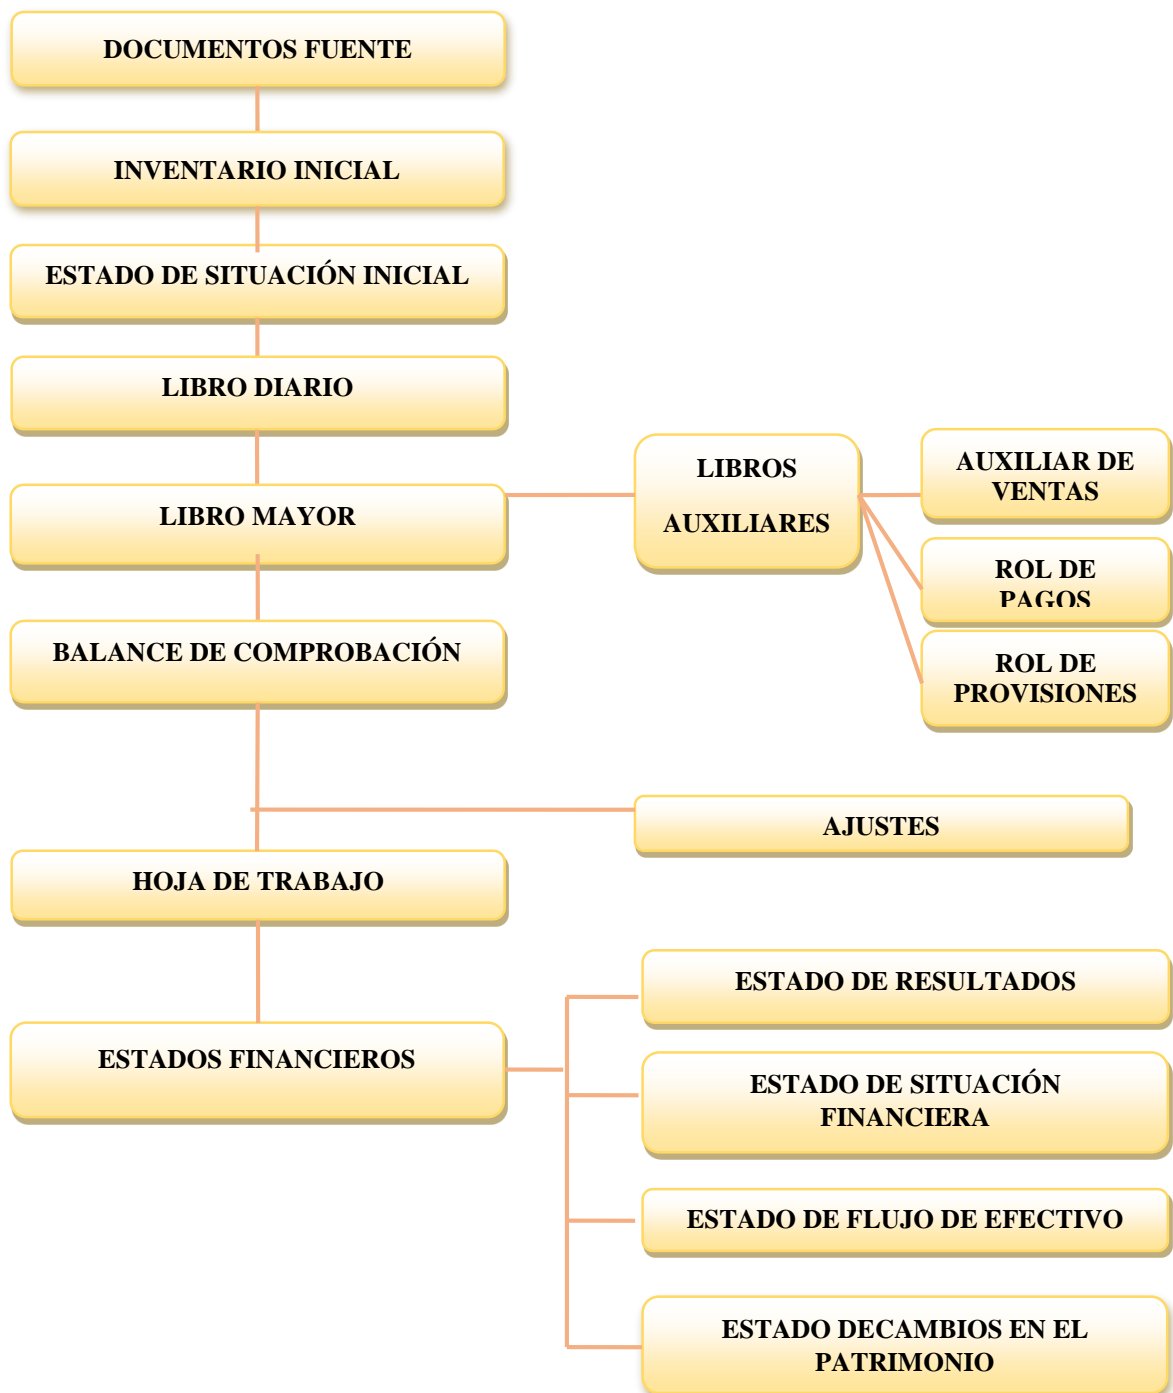 DOCUMENTOS FUENTE
INVENTARIO INICIAL
ESTADO DE SITUACIÓN INICIAL
LIBRO DIARIO
LIBRO MAYOR
LIBROS
AUXILIARES
AUXILIAR DE
VENTAS
ROL DE
PAGOS
ROL DE
PROVISIONES
BALANCE DE COMPROBACIÓN
AJUSTES
HOJA DE TRABAJO
ESTADOS FINANCIEROS
ESTADO DE RESULTADOS
ESTADO DE SITUACIÓN
FINANCIERA
ESTADO DE FLUJO DE EFECTIVO
ESTADO DECAMBIOS EN EL
PATRIMONIO